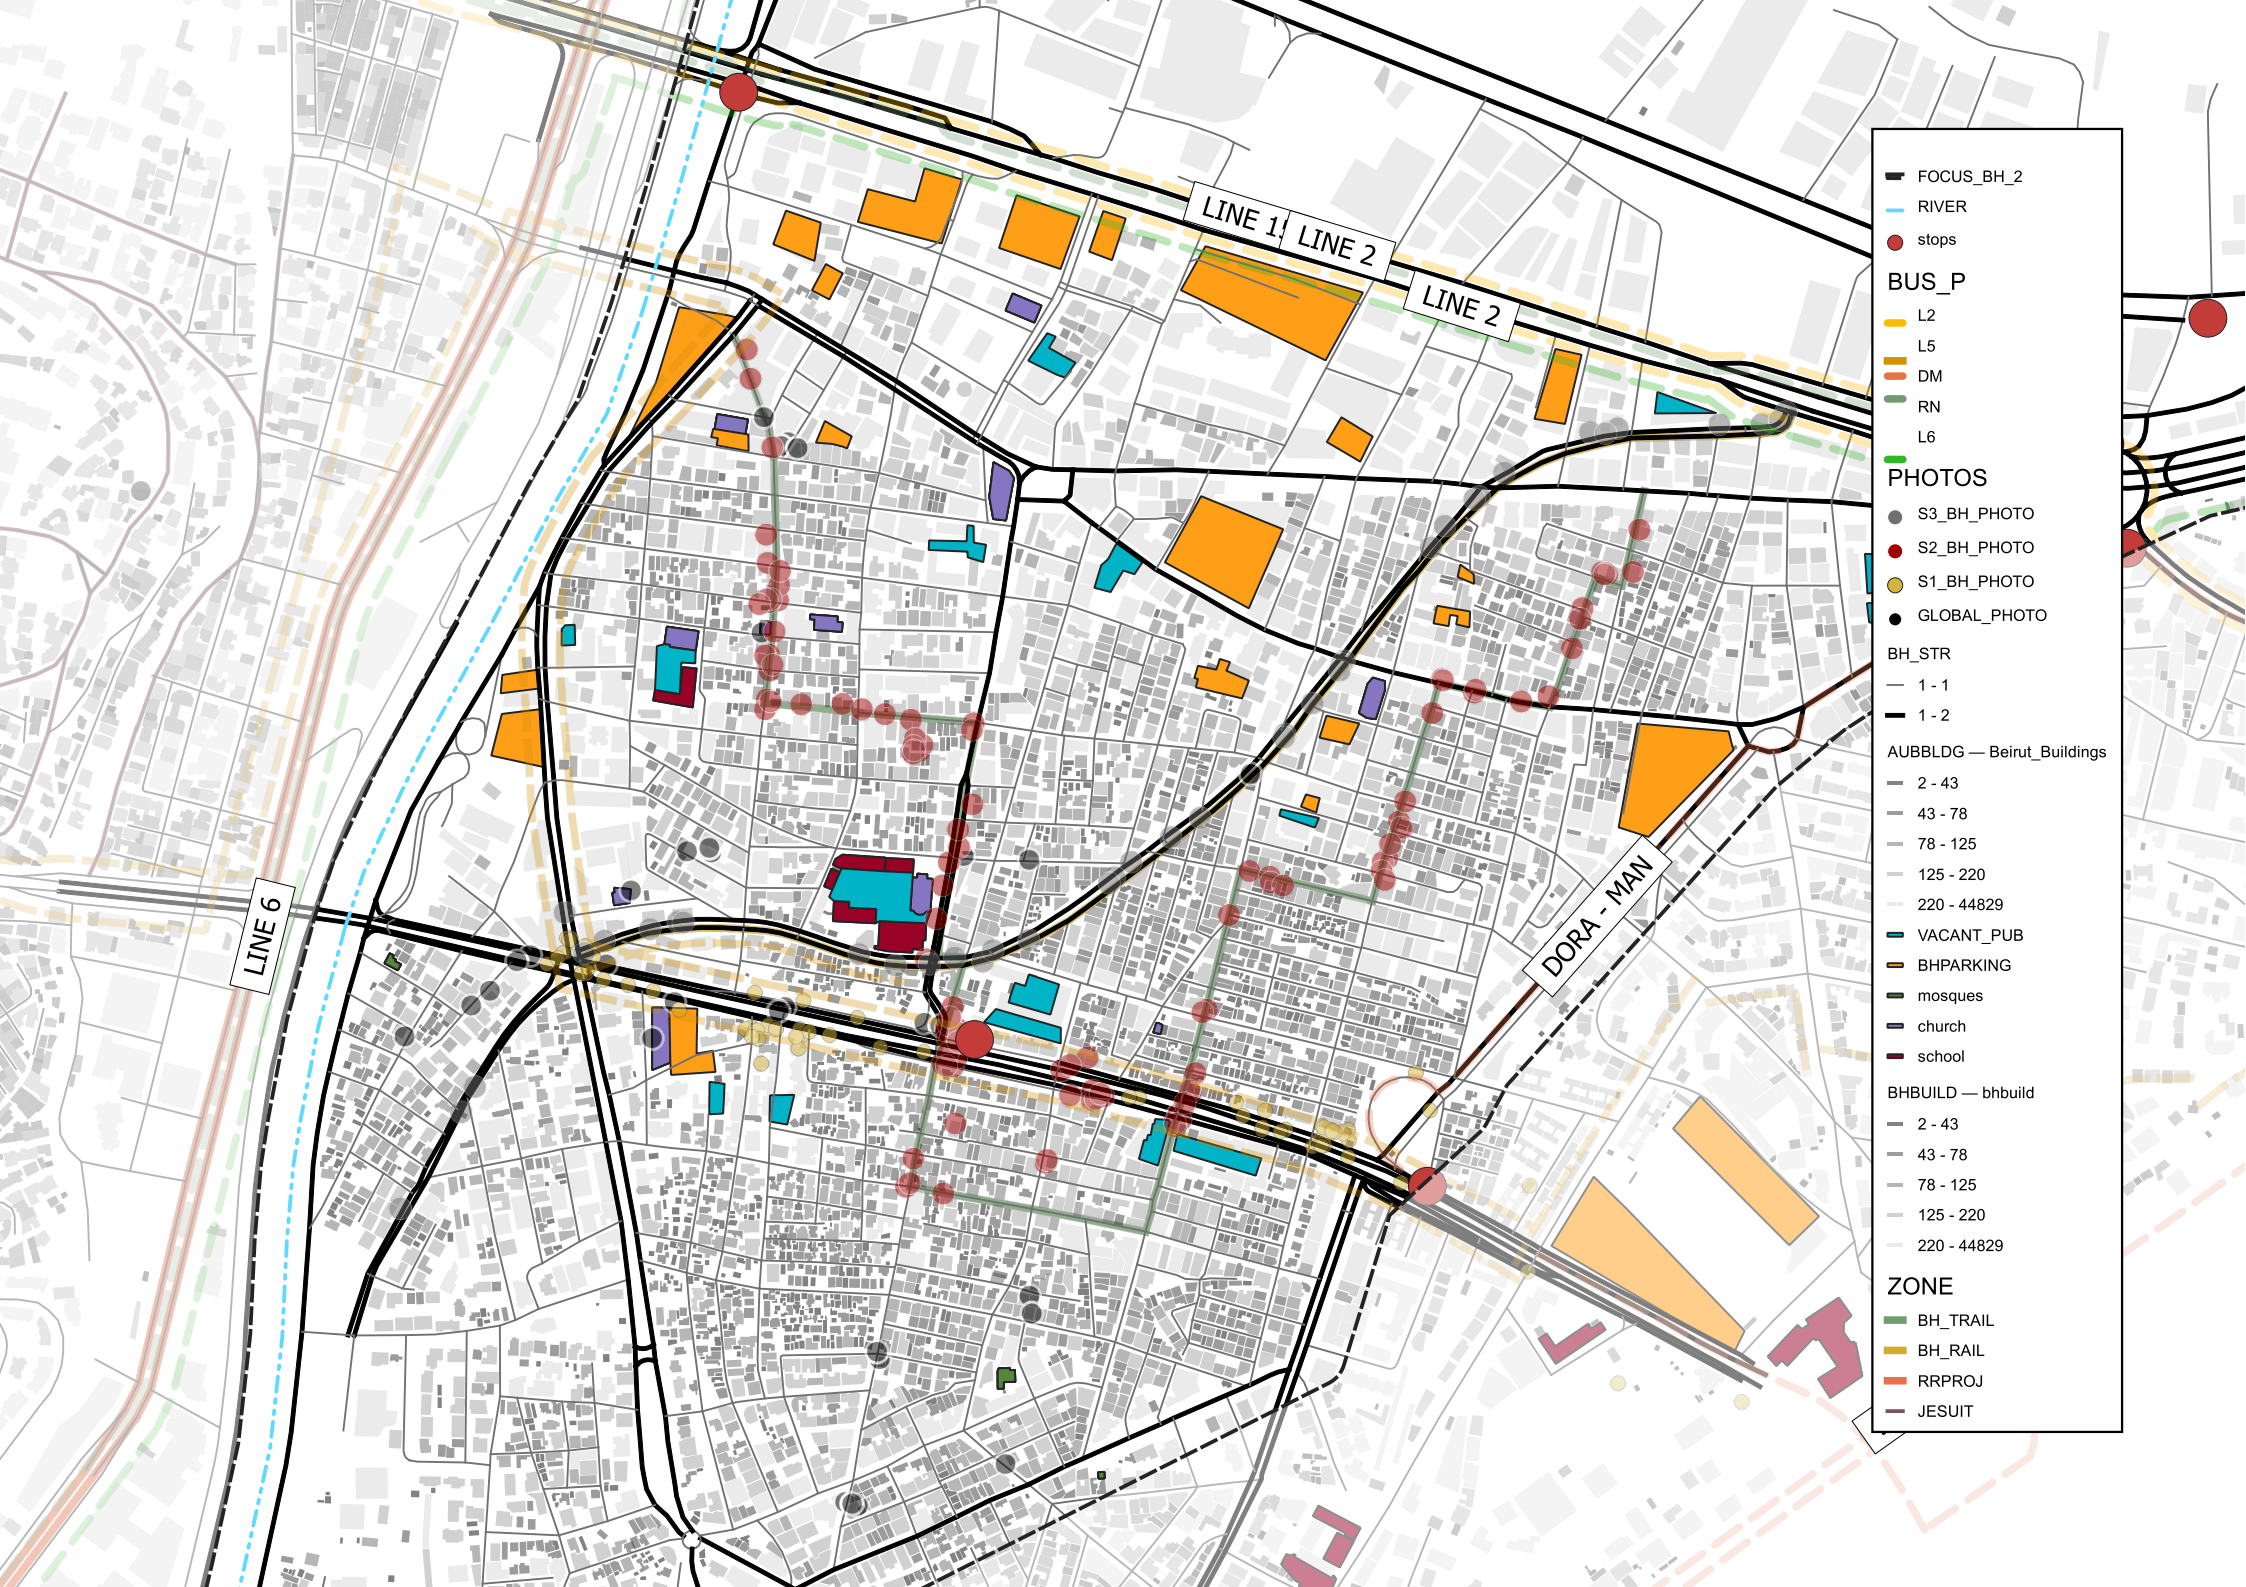 LINE 15
LINE 2
LINE 2
LINE 6
DORA - MAN
FOCUS_BH_2
RIVER
stops
BUS_P
L2
L5
DM
RN
L6
PHOTOS
S3_BH_PHOTO
S2_BH_PHOTO
S1_BH_PHOTO
GLOBAL_PHOTO
BH_STR
1 - 1
1 - 2
AUBBLDG — Beirut_Buildings
2 - 43
43 - 78
78 - 125
125 - 220
220 - 44829
VACANT_PUB
BHPARKING
mosques
church
school
BHBUILD — bhbuild
2 - 43
43 - 78
78 - 125
125 - 220
220 - 44829
ZONE
BH_TRAIL
BH_RAIL
RRPROJ
JESUIT